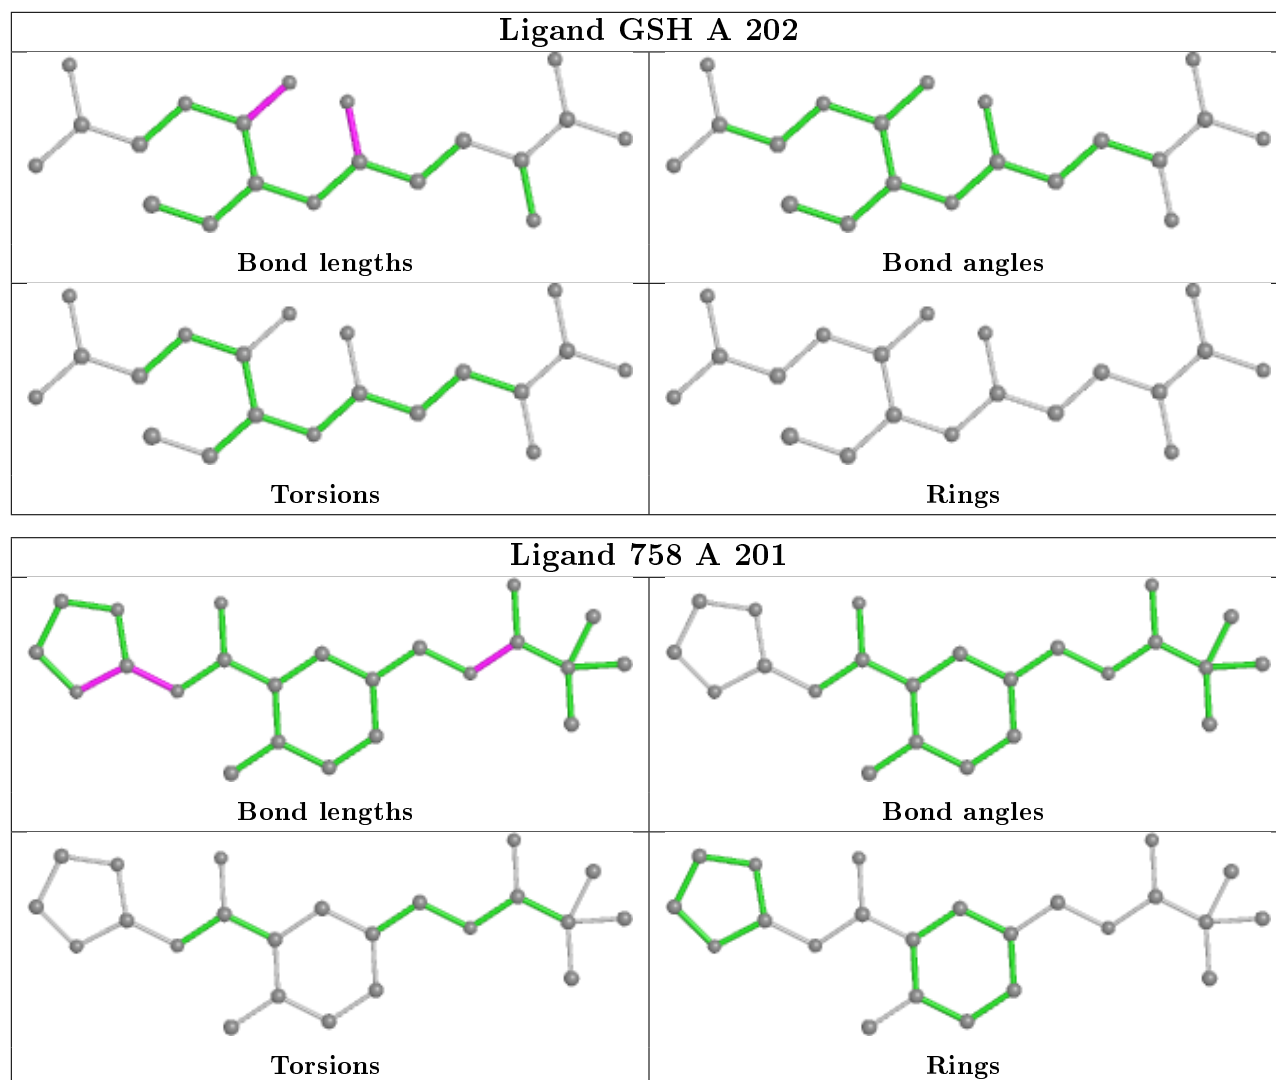 Ligand GSH A 202
Bond lengths
Bond angles
Torsions
Rings
Ligand 758 A 201
Bond lengths
Bond angles
Torsions
Rings